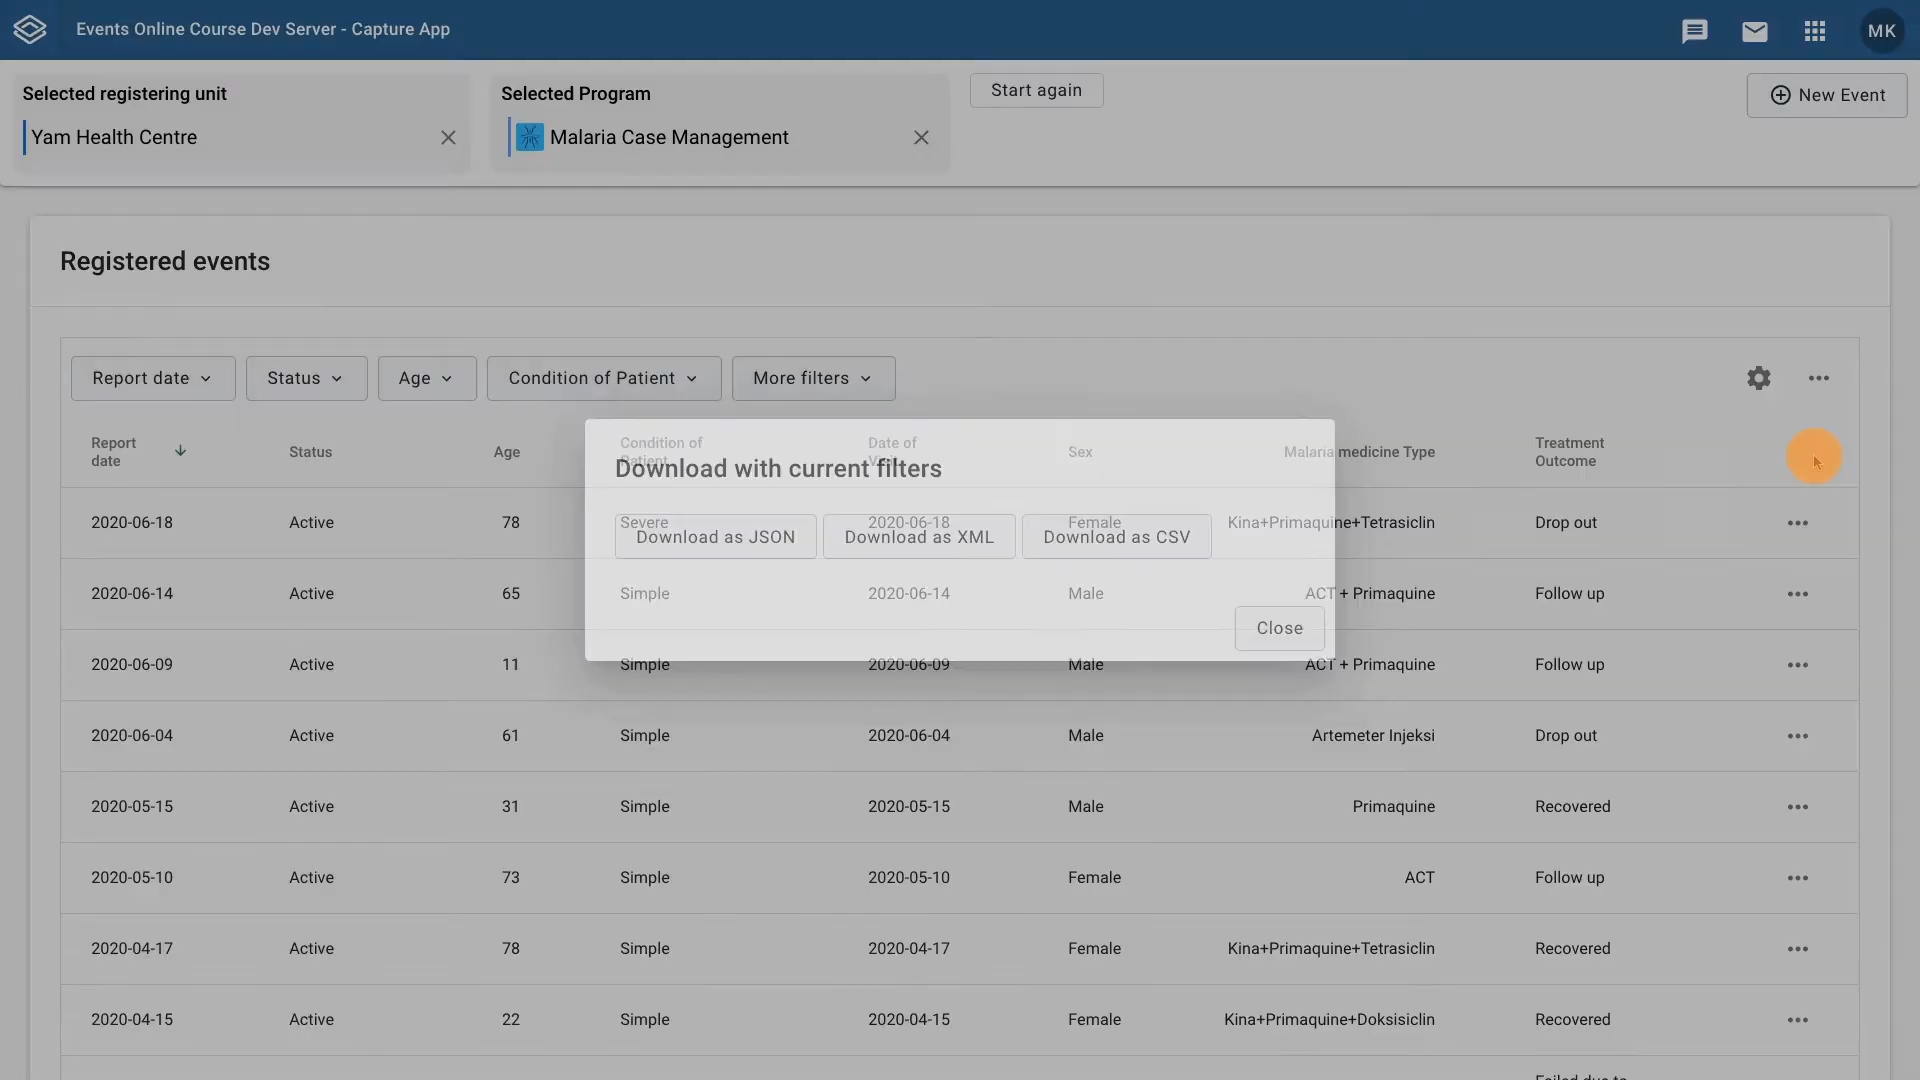 Events Online Course Dev Server - Capture App
MK
Selected registering unit
Yam Health Centre
Selected Program
Malaria Case Management
Start again
New Event
Registered events
Report date
Status
Age
Condition of Patient
More filters
Report date
Status
Age
Condition of Patient
Date of Visit
Sex
Malaria medicine Type
Treatment Outcome
Download with current filters
Download as JSON
Download as XML
Download as CSV
Close
2020-06-18 Active 78 Severe 2020-06-18 Female Kina+Primaquine+Tetrasiclin Drop out
2020-06-14 Active 65 Simple 2020-06-14 Male ACT + Primaquine Follow up
2020-06-09 Active 11 Simple 2020-06-09 Male ACT + Primaquine Follow up
2020-06-04 Active 61 Simple 2020-06-04 Male Artemeter Injeksi Drop out
2020-05-15 Active 31 Simple 2020-05-15 Male Primaquine Recovered
2020-05-10 Active 73 Simple 2020-05-10 Female ACT Follow up
2020-04-17 Active 78 Simple 2020-04-17 Female Kina+Primaquine+Tetrasiclin Recovered
2020-04-15 Active 22 Simple 2020-04-15 Female Kina+Primaquine+Doksisiclin Recovered
Failed due to